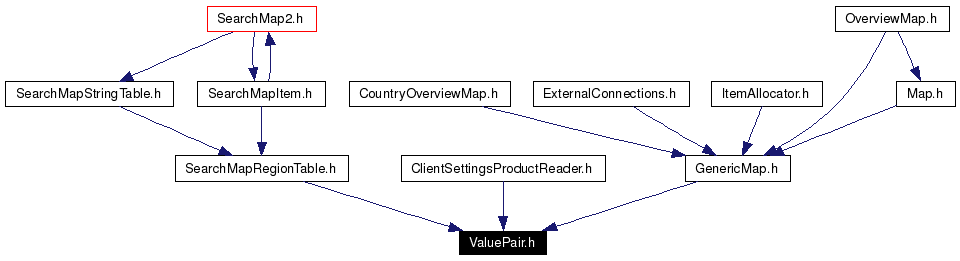 SearchMap2.h
OverviewMap.h
SearchMapStringTable.h
SearchMapItem.h
CountryOverviewMap.h
ExternalConnections.h
ItemAllocator.h
Map.h
SearchMapRegionTable.h
ClientSettingsProductReader.h
GenericMap.h
ValuePair.h